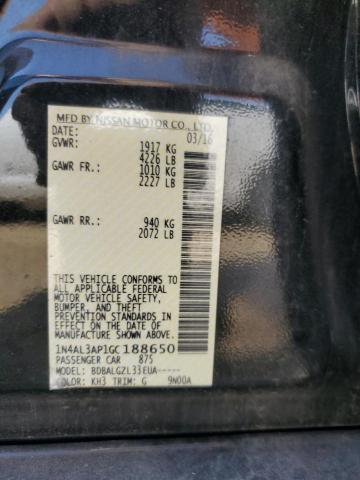 MFD BY NISSAN MOTOR CO., LTD.
DATE: 03/16
GVWR: 1917 KG
4226 LB
GAWR FR.: 1010 KG
2227 LB
GAWR RR.: 940 KG
2072 LB
THIS VEHICLE CONFORMS TO
ALL APPLICABLE FEDERAL
MOTOR VEHICLE SAFETY,
BUMPER, AND THEFT
PREVENTION STANDARDS
IN EFFECT ON THE DATE OF
MANUFACTURE SHOWN ABOVE.
1N4AL3AP1GC188650
PASSENGER CAR 875
MODEL: BDBALGZL33EUA-----
COLOR: KH3 TRIM: G 9N00A